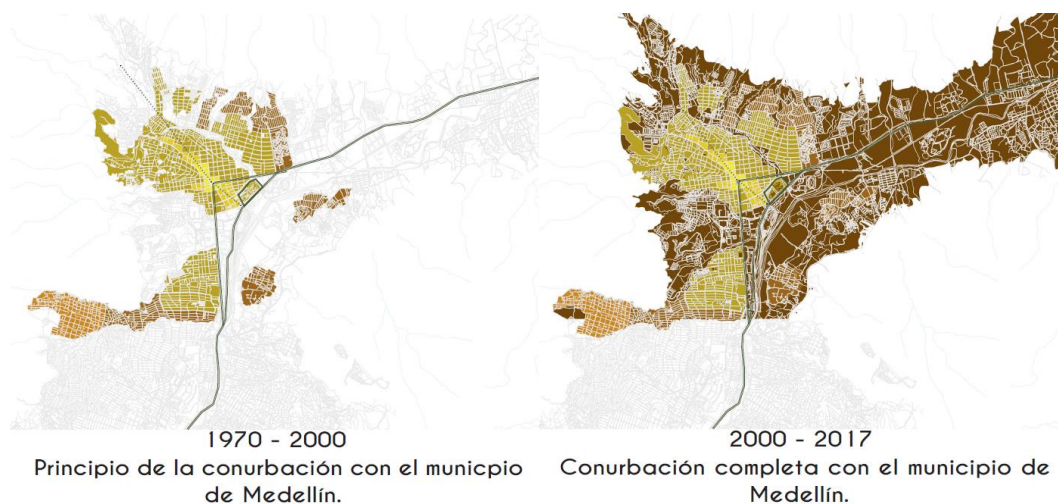 1970 - 2000
Principio de la conurbación con el municpio
de Medellín.
2000 - 2017
Conurbación completa con el municipio de
Medellín.